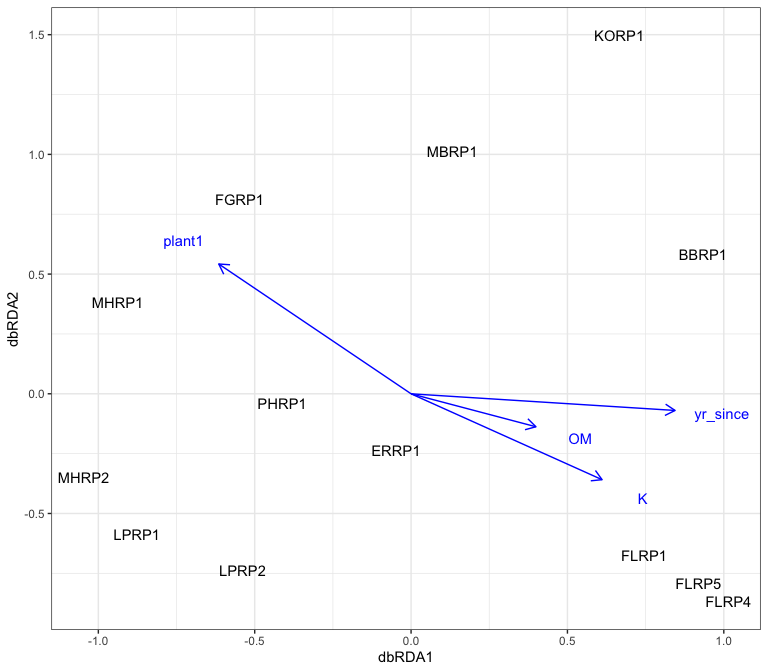 1.5
KORP1
1.0
MBRP1
FGRP1
plant1
BBRP1
0.5
MHRP1
dbRDA2
0.0
PHRP1
yr_since
OM
ERRP1
MHRP2
K
-0.5
LPRP1
FLRP1
LPRP2
FLRP5
FLRP4
-1.0 -0.5 0.0 0.5 1.0
dbRDA1